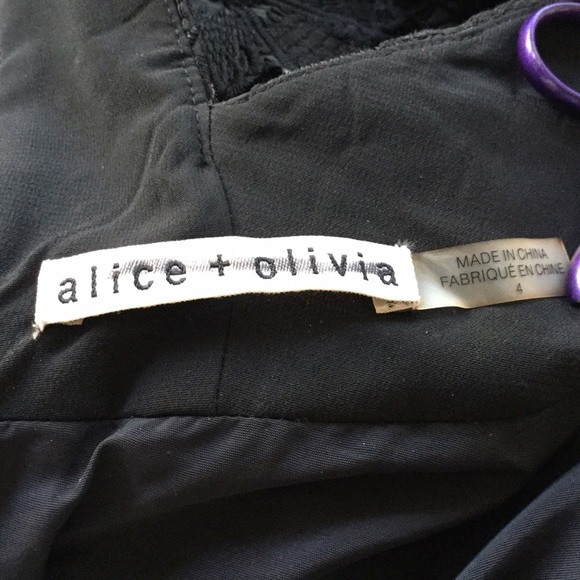 alice + olivia
MADE IN CHINA
FABRIQUÉ EN CHINE
4